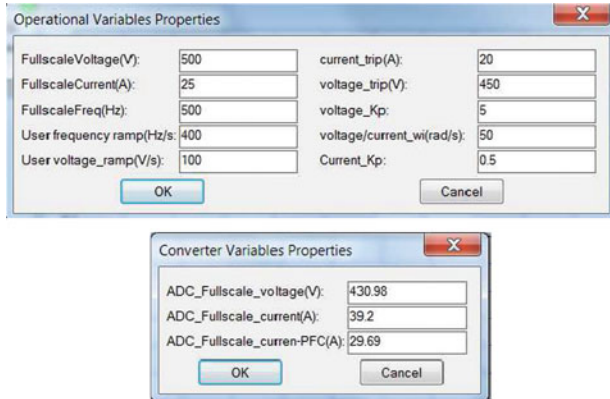 Operational Variables Properties
FullscaleVoltage(V): 500 current_trip(A): 20
FullscaleCurrent(A): 25 voltage_trip(V): 450
FullscaleFreq(Hz): 500 voltage_Kp: 5
User frequency ramp(Hz/s: 400 voltage/current_wi(rad/s): 50
User voltage_ramp(V/s): 100 Current_Kp: 0.5
OK Cancel
Converter Variables Properties
ADC_Fullscale_voltage(V): 430.98
ADC_Fullscale_current(A): 39.2
ADC_Fullscale_curren-PFC(A): 29.69
OK Cancel